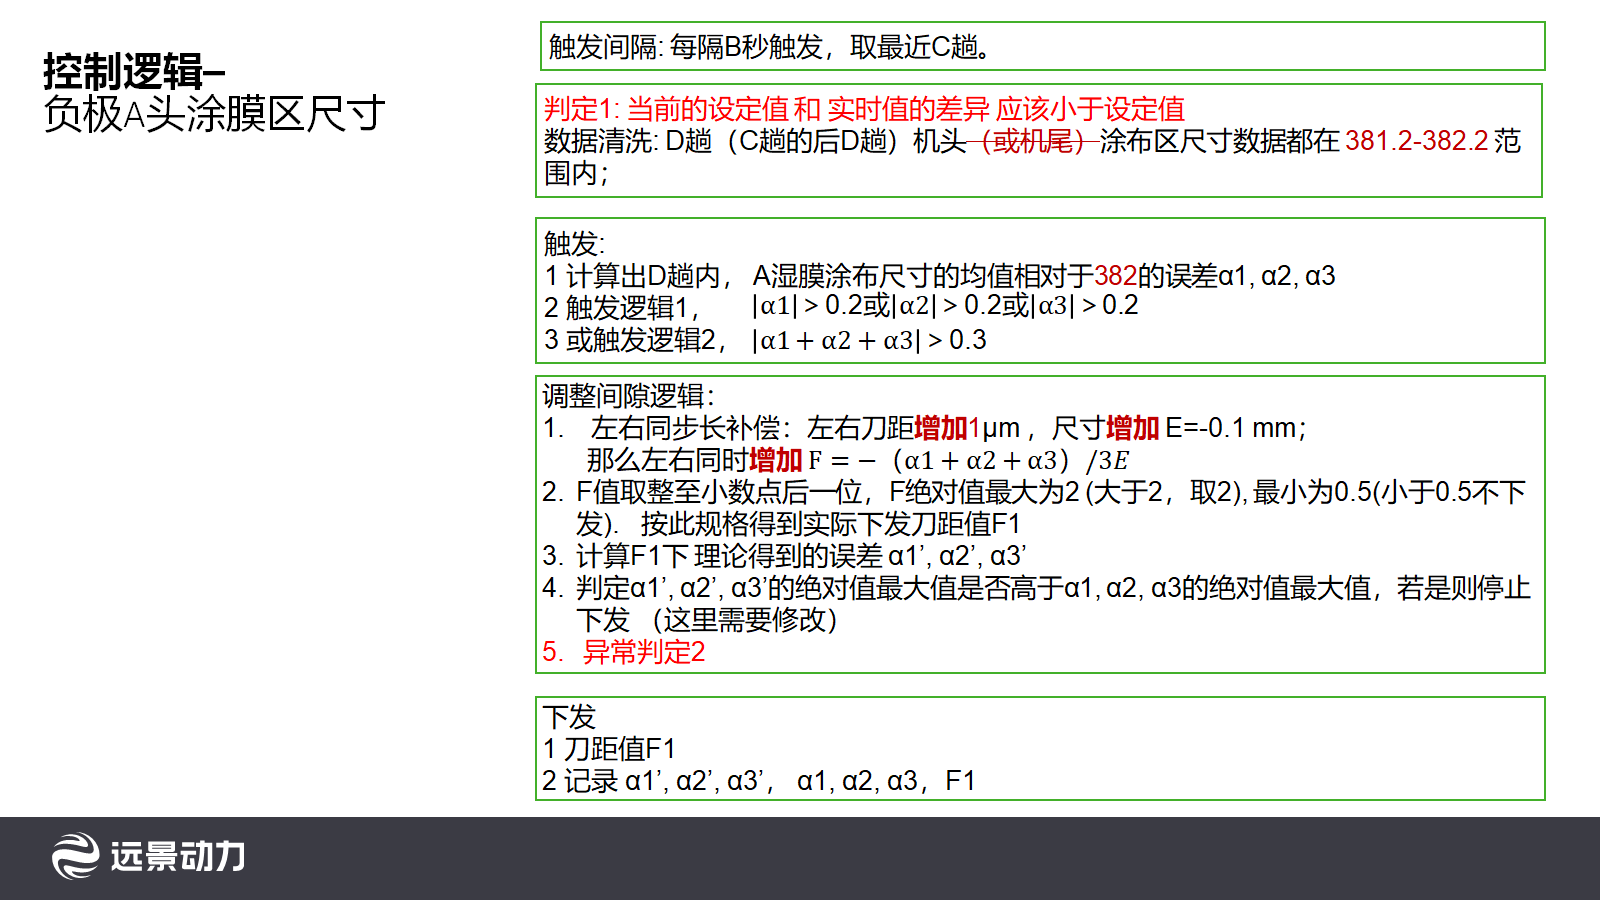 控制逻辑–
负极A头涂膜区尺寸
触发间隔: 每隔B秒触发，取最近C趟。
判定1: 当前的设定值 和 实时值的差异 应该小于设定值
数据清洗: D趟（C趟的后D趟）机头（或机尾）涂布区尺寸数据都在 381.2-382.2 范
围内；
触发:
1 计算出D趟内， A湿膜涂布尺寸的均值相对于382的误差α1, α2, α3
2 触发逻辑1， |α1| > 0.2或|α2| > 0.2或|α3| > 0.2
3 或触发逻辑2， |α1 + α2 + α3| > 0.3
调整间隙逻辑：
1. 左右同步长补偿：左右刀距增加1μm ，尺寸增加 E=-0.1 mm；
那么左右同时增加 F = −（α1 + α2 + α3）/3E
2. F值取整至小数点后一位，F绝对值最大为2 (大于2，取2), 最小为0.5(小于0.5不下
发). 按此规格得到实际下发刀距值F1
3. 计算F1下 理论得到的误差 α1’, α2’, α3’
4. 判定α1’, α2’, α3’的绝对值最大值是否高于α1, α2, α3的绝对值最大值，若是则停止
下发 （这里需要修改）
5. 异常判定2
下发
1 刀距值F1
2 记录 α1’, α2’, α3’， α1, α2, α3，F1
远景动力